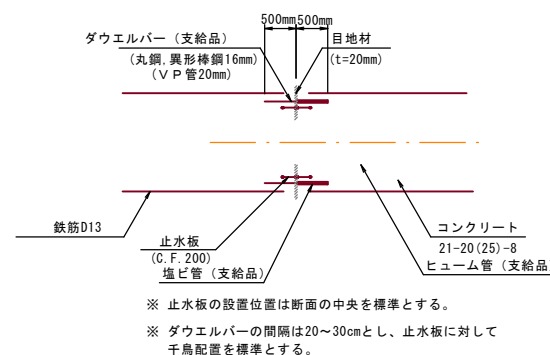 500mm 500mm
ダウエルバー（支給品）
目地材
(丸鋼,異形棒鋼16mm)
(t=20mm)
(ＶＰ管20mm)
鉄筋D13
止水板
(C.F.200)
塩ビ管（支給品）
コンクリート
21-20(25)-8
ヒューム管（支給品）
※ 止水板の設置位置は断面の中央を標準とする。
※ ダウエルバーの間隔は20～30cmとし、止水板に対して
千鳥配置を標準とする。